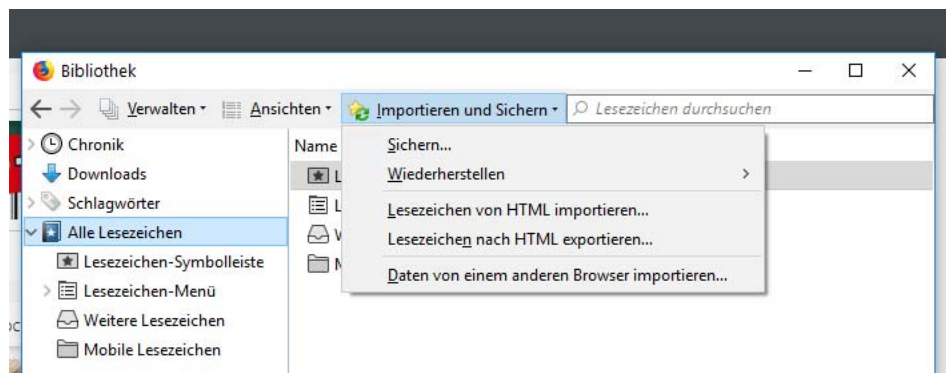 Bibliothek
Verwalten Ansichten Importieren und Sichern Lesezeichen durchsuchen
Chronik
Downloads
Schlagwörter
Alle Lesezeichen
Lesezeichen-Symbolleiste
Lesezeichen-Menü
Weitere Lesezeichen
Mobile Lesezeichen
Name
Sichern...
Wiederherstellen
Lesezeichen von HTML importieren...
Lesezeichen nach HTML exportieren...
Daten von einem anderen Browser importieren...